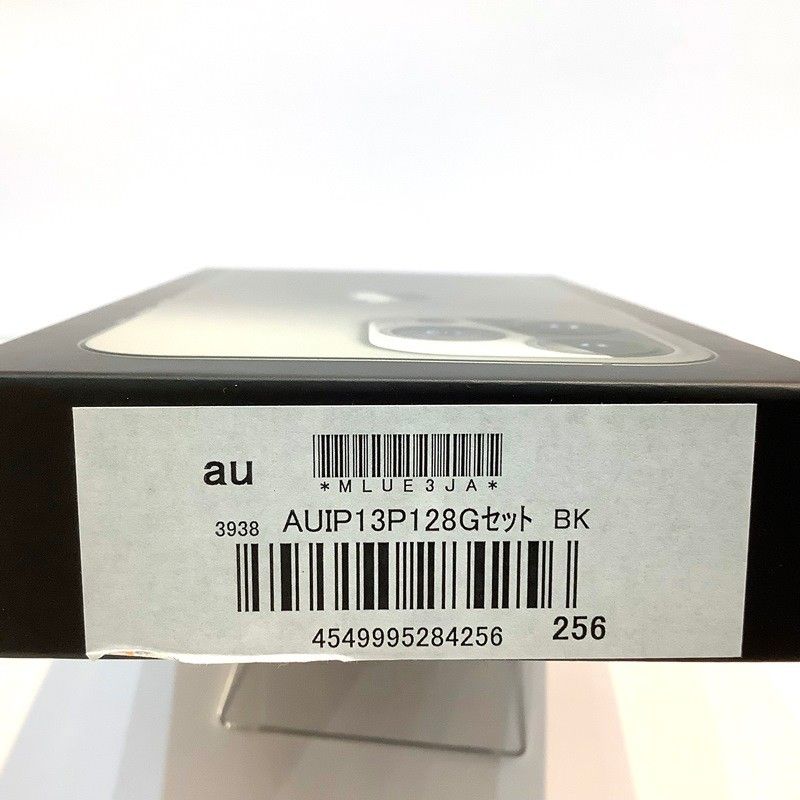 au
*MLUE3JA*
3938 AUIP13P128Gセット BK
4549995284256 256